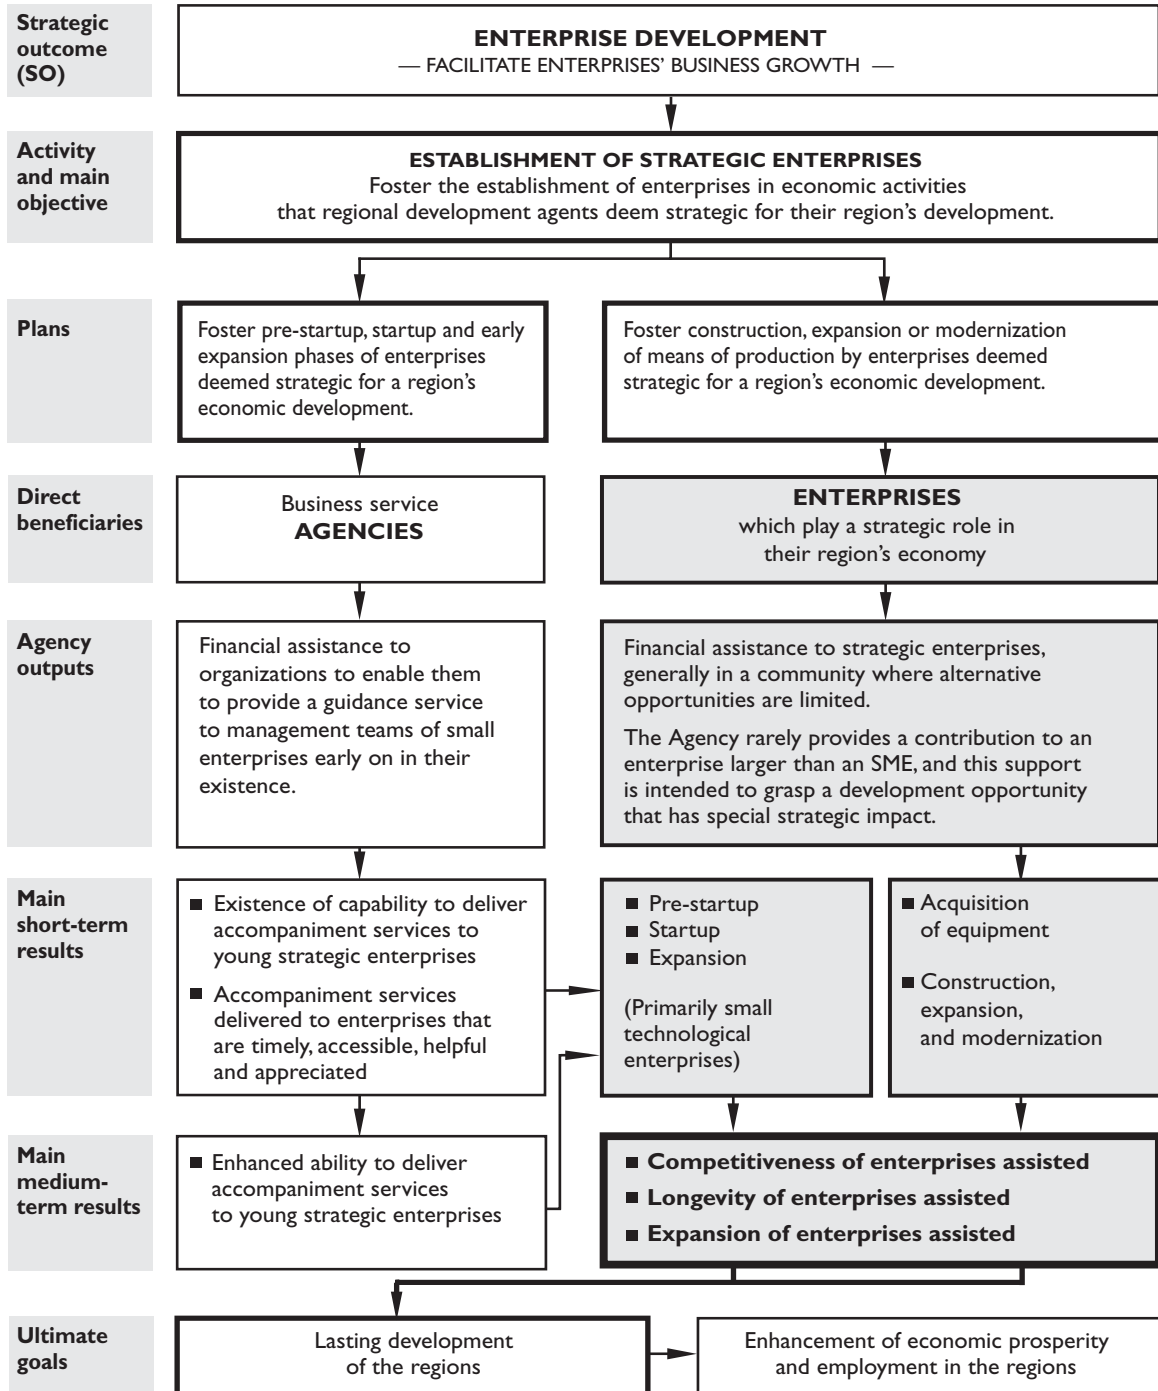 Strategic
outcome
(SO)
ENTERPRISE DEVELOPMENT
— FACILITATE ENTERPRISES’ BUSINESS GROWTH —
Activity
and main
objective
ESTABLISHMENT OF STRATEGIC ENTERPRISES
Foster the establishment of enterprises in economic activities
that regional development agents deem strategic for their region’s development.
Plans
Foster pre-startup, startup and early
expansion phases of enterprises
deemed strategic for a region’s
economic development.
Foster construction, expansion or modernization
of means of production by enterprises deemed
strategic for a region’s economic development.
Direct
beneficiaries
Business service
AGENCIES
ENTERPRISES
which play a strategic role in
their region’s economy
Agency
outputs
Financial assistance to
organizations to enable them
to provide a guidance service
to management teams of small
enterprises early on in their
existence.
Financial assistance to strategic enterprises,
generally in a community where alternative
opportunities are limited.
The Agency rarely provides a contribution to an
enterprise larger than an SME, and this support
is intended to grasp a development opportunity
that has special strategic impact.
Main
short-term
results
■ Existence of capability to deliver
accompaniment services to
young strategic enterprises
■ Accompaniment services
delivered to enterprises that
are timely, accessible, helpful
and appreciated
■ Pre-startup
■ Startup
■ Expansion
(Primarily small
technological
enterprises)
■ Acquisition
of equipment
■ Construction,
expansion,
and modernization
Main
medium-
term results
■ Enhanced ability to deliver
accompaniment services
to young strategic enterprises
■ Competitiveness of enterprises assisted
■ Longevity of enterprises assisted
■ Expansion of enterprises assisted
Ultimate
goals
Lasting development
of the regions
Enhancement of economic prosperity
and employment in the regions